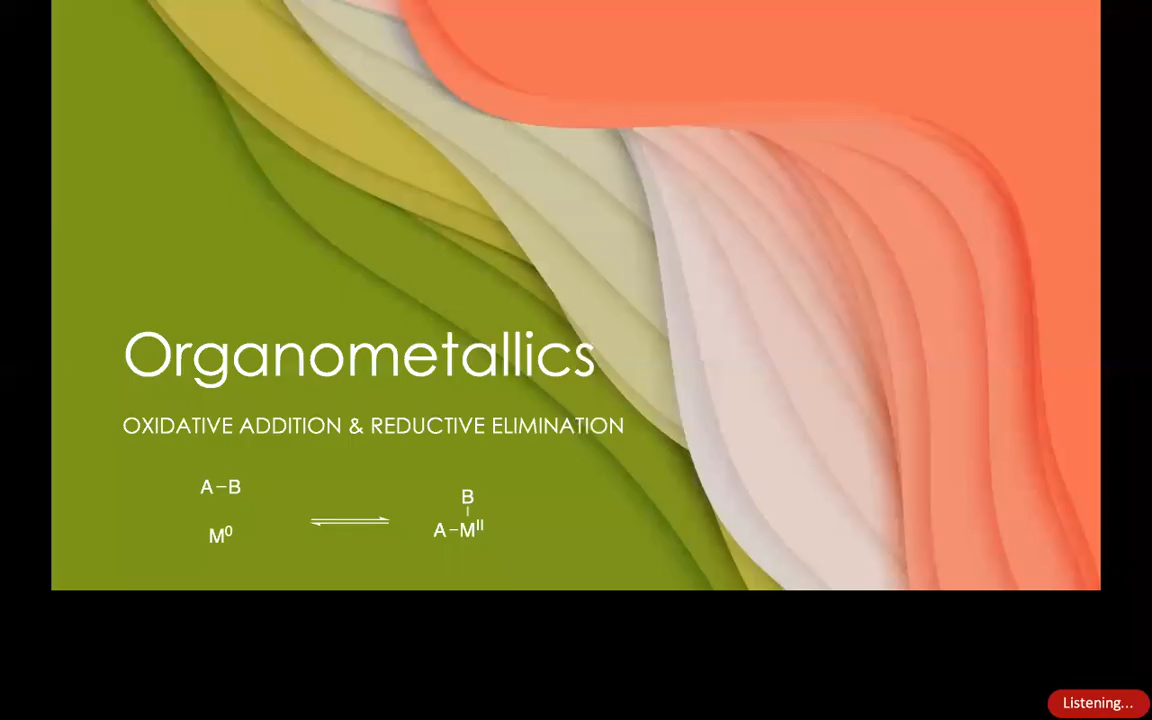 Organometallics
OXIDATIVE ADDITION & REDUCTIVE ELIMINATION
A–B
M⁰
B
A–Mᴵᴵ
Listening...